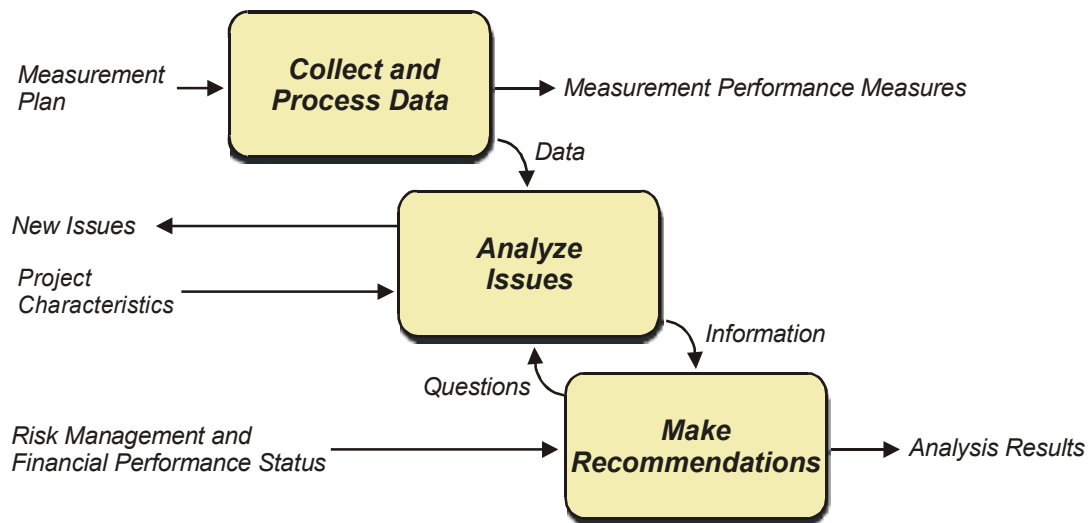 Measurement
Plan
Collect and
Process Data
Measurement Performance Measures
Data
New Issues
Analyze
Issues
Project
Characteristics
Information
Questions
Risk Management and
Financial Performance Status
Make
Recommendations
Analysis Results